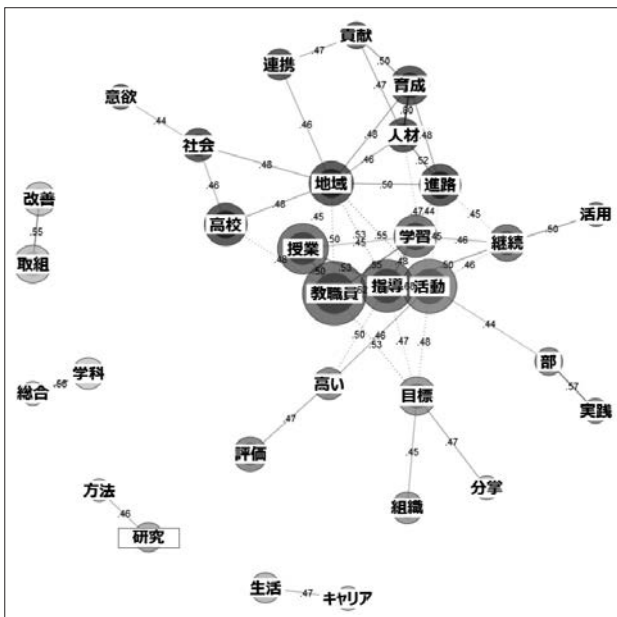 貢献
.47
.50
連携
育成
.47
.60
意欲
.46
.44
人材
.48
.48
社会
.46
.52
.48
地域
.50
進路
改善
.46
.48
.47
.44
.45
活用
高校
.45
学習
.50
.55
授業
.50
.53
.45
.55
.45
.46
継続
取組
.48
.50
.53
.55
.48
.50
.46
教職員
指導
活動
.50
.46
.47
.48
.44
.53
部
学科
.66
総合
高い
目標
.57
実践
.47
.47
評価
.45
方法
組織
分掌
.46
研究
生活
.47
キャリア